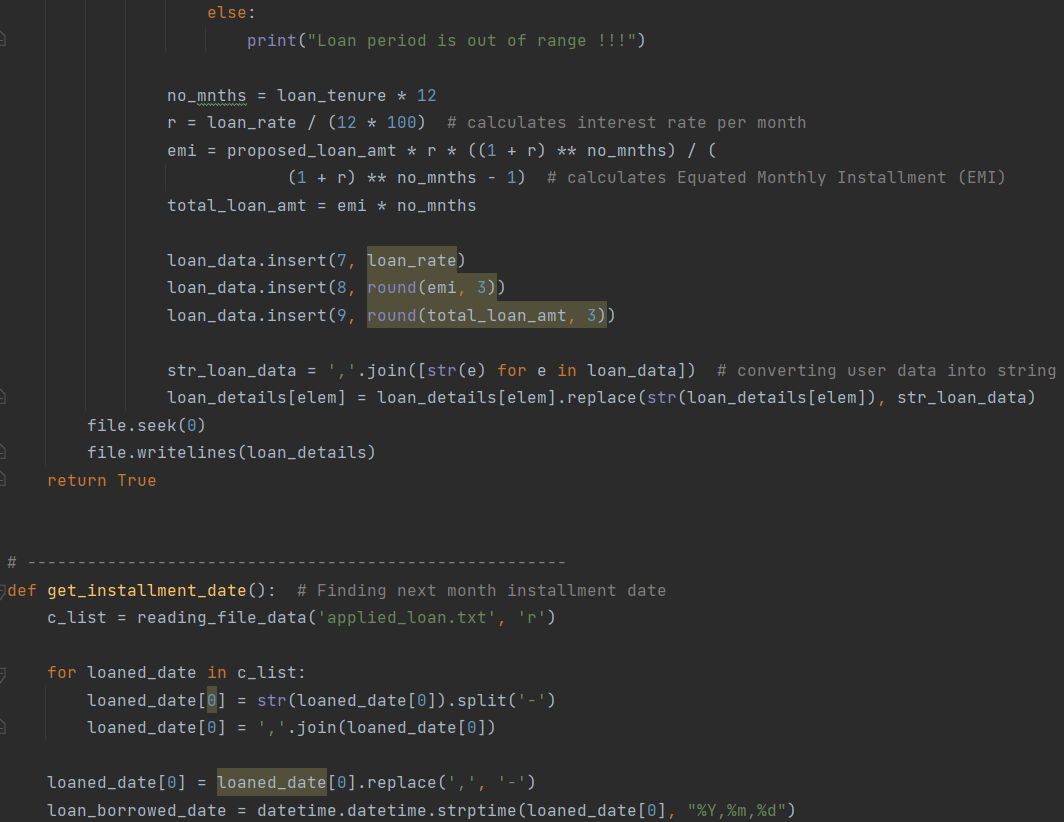 else:
print("Loan period is out of range !!!")
no_mnths = loan_tenure * 12
r = loan_rate / (12 * 100)  # calculates interest rate per month
emi = proposed_loan_amt * r * ((1 + r) ** no_mnths) / (
(1 + r) ** no_mnths - 1)  # calculates Equated Monthly Installment (EMI)
total_loan_amt = emi * no_mnths
loan_data.insert(7, loan_rate)
loan_data.insert(8, round(emi, 3))
loan_data.insert(9, round(total_loan_amt, 3))
str_loan_data = ','.join([str(e) for e in loan_data])  # converting user data into string
loan_details[elem] = loan_details[elem].replace(str(loan_details[elem]), str_loan_data)
file.seek(0)
file.writelines(loan_details)
return True
# ------------------------------------------------------
def get_installment_date():  # Finding next month installment date
c_list = reading_file_data('applied_loan.txt', 'r')
for loaned_date in c_list:
loaned_date[0] = str(loaned_date[0]).split('-')
loaned_date[0] = ','.join(loaned_date[0])
loaned_date[0] = loaned_date[0].replace(',', '-')
loan_borrowed_date = datetime.datetime.strptime(loaned_date[0], "%Y,%m,%d")